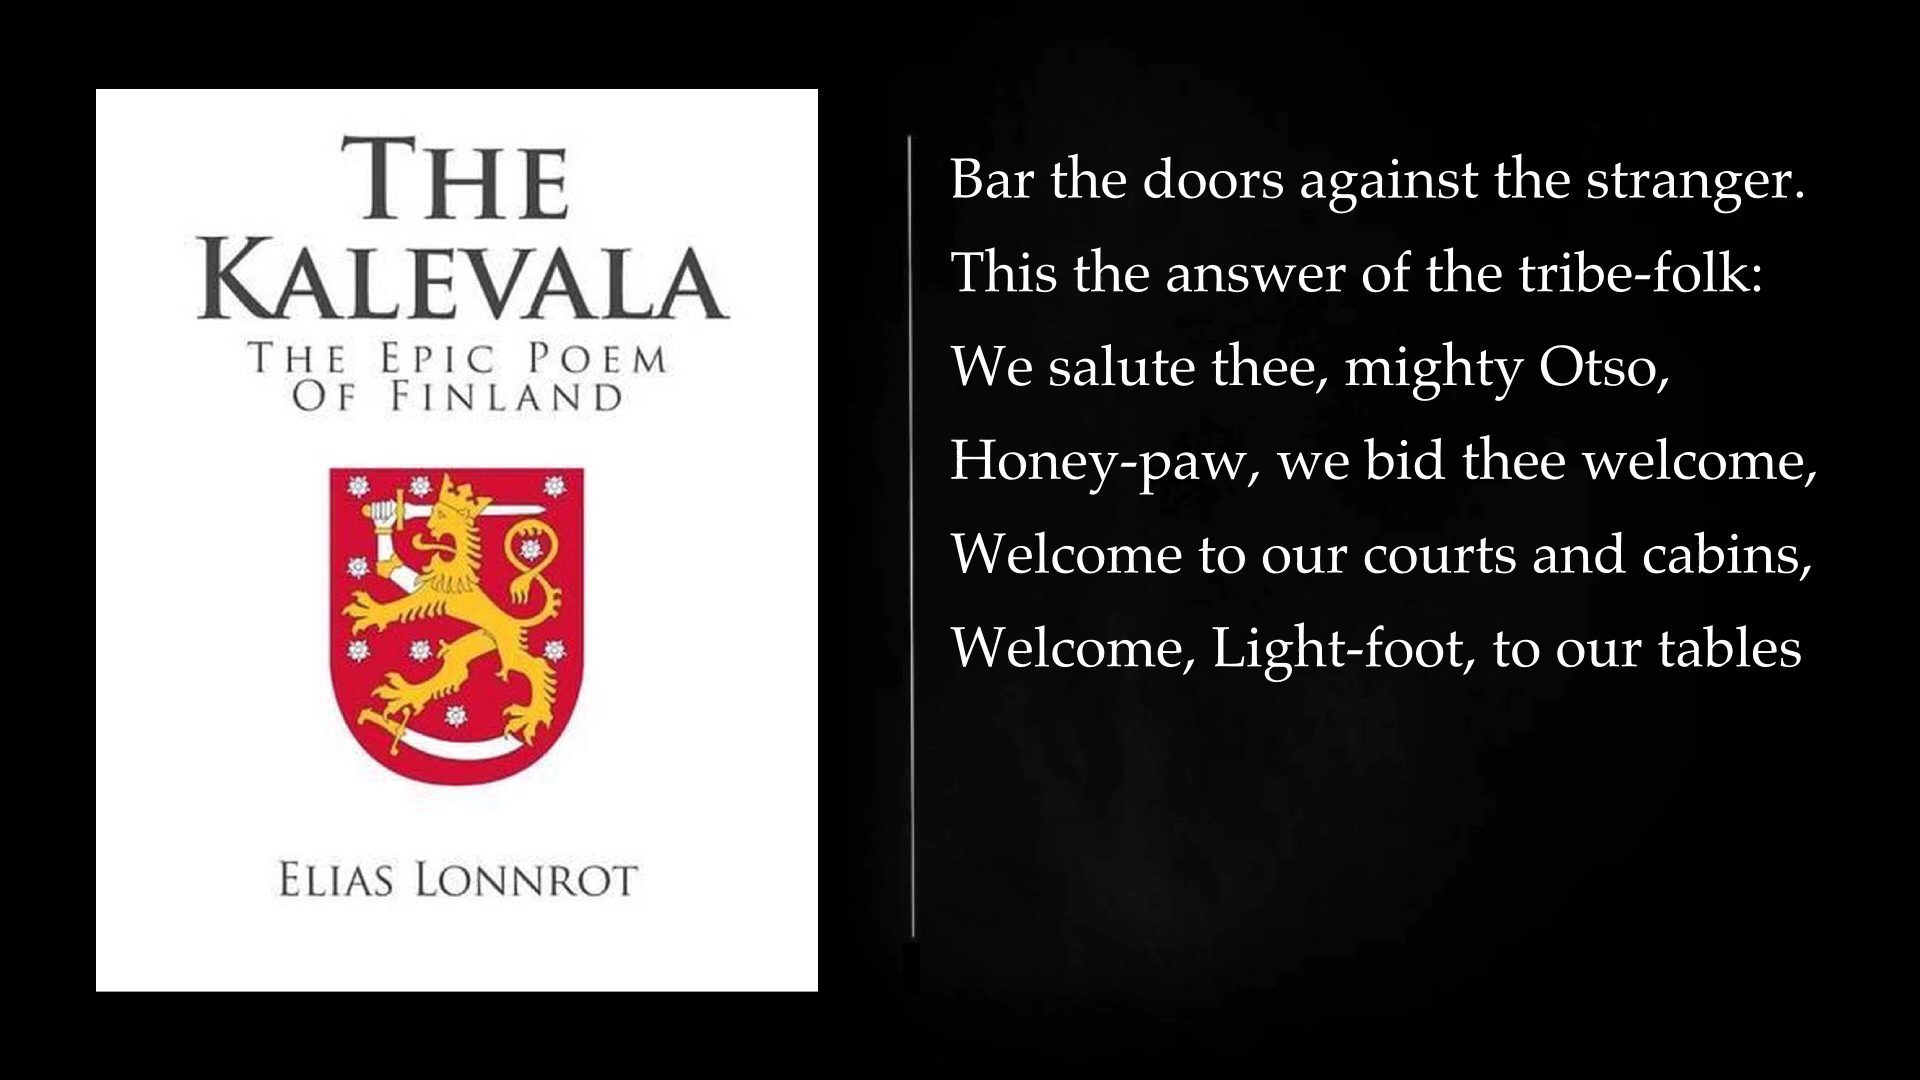 THE
KALEVALA
THE EPIC POEM
OF FINLAND
ELIAS LONNROT
Bar the doors against the stranger.
This the answer of the tribe-folk:
We salute thee, mighty Otso,
Honey-paw, we bid thee welcome,
Welcome to our courts and cabins,
Welcome, Light-foot, to our tables